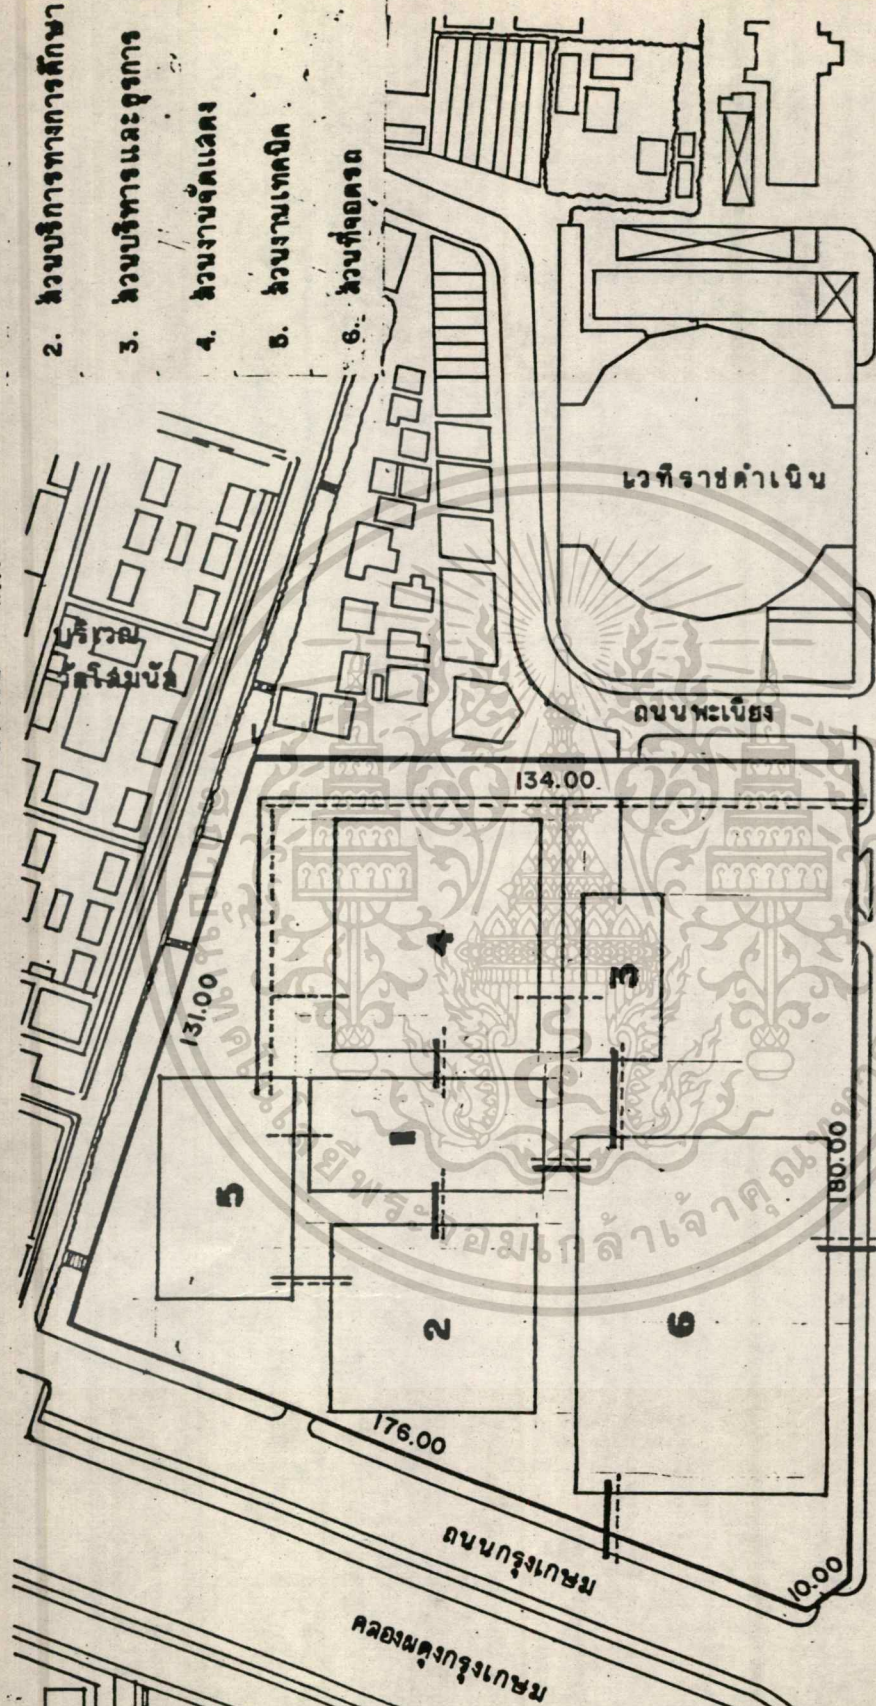 2. ส่วนบริการทางการศึกษา
3. ส่วนบริหารและธุรการ
4. ส่วนงานจัดแสดง
5. ส่วนงานเทคนิค
6. ส่วนที่จอดรถ
บริเวณ
วัดโสมนัส
เวทีราชดำเนิน
ถนนพะเนียง
134.00
131.00
4
3
1
5
2
6
180.00
176.00
10.00
ถนนกรุงเกษม
คลองผดุงกรุงเกษม